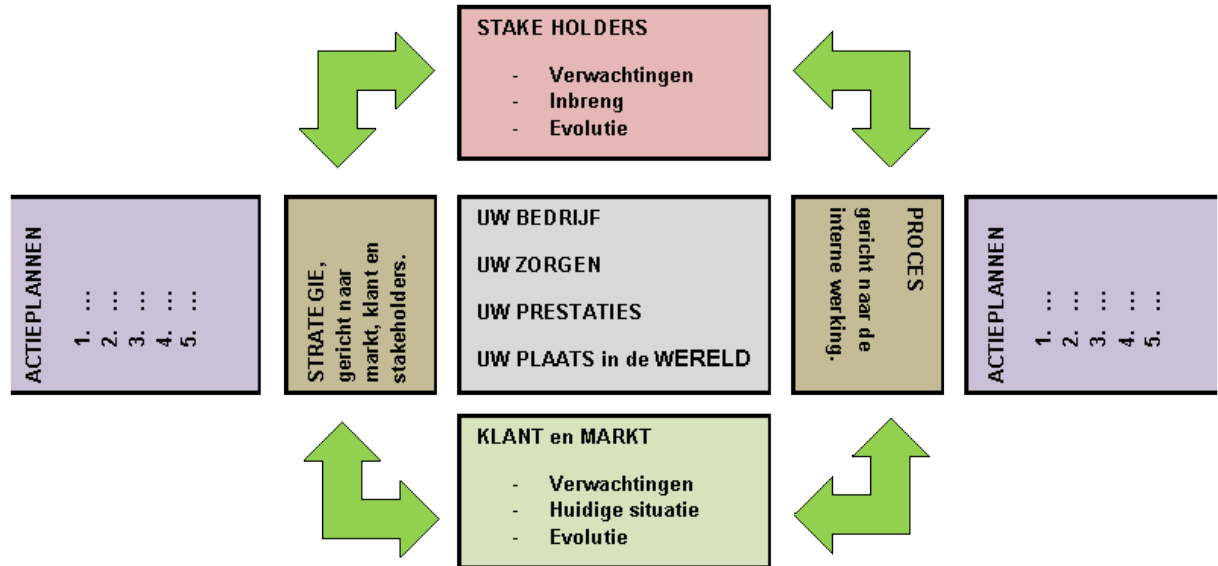 STAKE HOLDERS
- Verwachtingen
- Inbreng
- Evolutie
ACTIEPLANNEN
1. ...
2. ...
3. ...
4. ...
5. ...
STRATEGIE,
gericht naar
markt, klant en
stakeholders.
UW BEDRIJF
UW ZORGEN
UW PRESTATIES
UW PLAATS in de WERELD
PROCES
gericht naar de
interne werking.
ACTIEPLANNEN
1. ...
2. ...
3. ...
4. ...
5. ...
KLANT en MARKT
- Verwachtingen
- Huidige situatie
- Evolutie